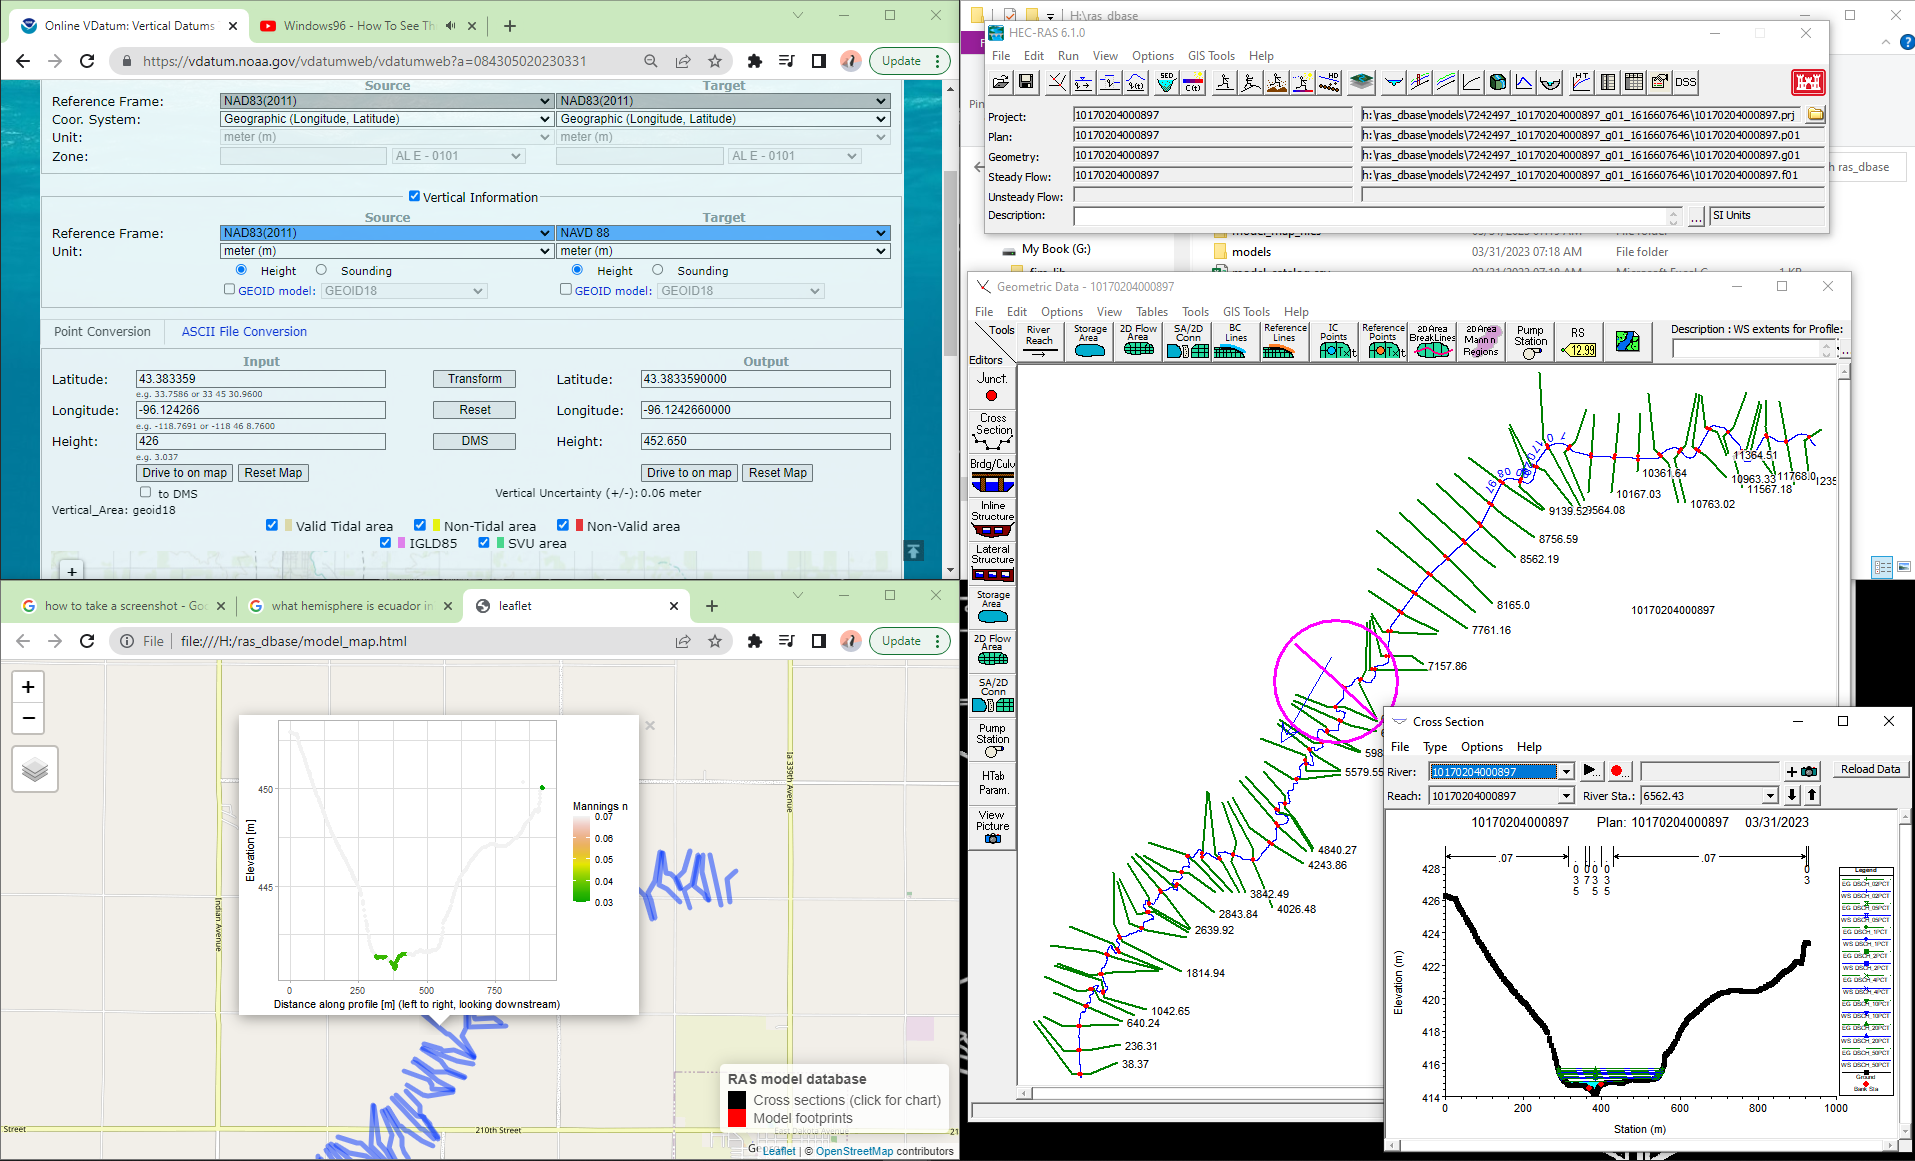 Online VDatum: Vertical Datums
Windows96 - How To See Th
https://vdatum.noaa.gov/vdatumweb/vdatumweb?a=084305020230331
Update
Source Target
Reference Frame: NAD83(2011) NAD83(2011)
Coor. System: Geographic (Longitude, Latitude) Geographic (Longitude, Latitude)
Unit: meter (m) meter (m)
Zone: AL E - 0101 AL E - 0101
Vertical Information
Source Target
Reference Frame: NAD83(2011) NAVD 88
Unit: meter (m) meter (m)
Height Sounding Height Sounding
GEOID model: GEOID18 GEOID model: GEOID18
Point Conversion ASCII File Conversion
Input Output
Latitude: 43.383359 Transform Latitude: 43.3833590000
e.g. 33.7586 or 33 45 30.9600
Longitude: -96.124266 Reset Longitude: -96.1242660000
e.g. -118.7691 or -118 46 8.7600
Height: 426 DMS Height: 452.650
e.g. 3.037
Drive to on map Reset Map Drive to on map Reset Map
to DMS Vertical Uncertainty (+/-): 0.06 meter
Vertical_Area: geoid18
Valid Tidal area Non-Tidal area Non-Valid area
IGLD85 SVU area
+
how to take a screenshot - Goo
what hemisphere is ecuador in
leaflet
File file:///H:/ras_dbase/model_map.html
Update
+
−
450
445
Elevation [m]
0 250 500 750
Distance along profile [m] (left to right, looking downstream)
Mannings n
0.07
0.06
0.05
0.04
0.03
Indian Avenue
Ia 339th Avenue
Street
210th Street
21
East Dakota Avenue
RAS model database
Cross sections (click for chart)
Model footprints
Leaflet | © OpenStreetMap contributors
H:\ras_dbase
HEC-RAS 6.1.0
File Edit Run View Options GIS Tools Help
DSS
Project: 10170204000897 h:\ras_dbase\models\7242497_10170204000897_g01_1616607646\10170204000897.prj
Plan: 10170204000897 h:\ras_dbase\models\7242497_10170204000897_g01_1616607646\10170204000897.p01
Geometry: 10170204000897 h:\ras_dbase\models\7242497_10170204000897_g01_1616607646\10170204000897.g01
Steady Flow: 10170204000897 h:\ras_dbase\models\7242497_10170204000897_g01_1616607646\10170204000897.f01
Unsteady Flow:
Description: ... SI Units
h ras_dbase
My Book (G:)
models 03/31/2023 07:18 AM File folder
Geometric Data - 10170204000897
File Edit Options View Tables Tools GIS Tools Help
Tools
Editors
River Reach
Storage Area
2D Flow Area
SA/2D Conn
BC Lines
Reference Lines
IC Points
Reference Points
2D Area BreakLines
2D Area Mann n Regions
Pump Station
RS 12.99
Description : WS extents for Profile:
Junct.
Cross Section
Brdg/Culv
Inline Structure
Lateral Structure
Storage Area
2D Flow Area
SA/2D Conn
Pump Station
HTab Param.
View Picture
11364.51
10361.64
10963.33
11768.0
1235
11567.18
10167.03
10763.02
9564.08
9139.52
8756.59
8562.19
8165.0
10170204000897
7761.16
7157.86
598
5579.55
4840.27
4243.86
3842.49
4026.48
2843.84
2639.92
1814.94
1042.65
640.24
236.31
38.37
Cross Section
File Type Options Help
River: 10170204000897 Reload Data
Reach: 10170204000897 River Sta.: 6562.43
10170204000897 Plan: 10170204000897 03/31/2023
.07 .035 .07 .035 .035 .07 .03
428
426
424
422
420
418
416
414
Elevation (m)
0 200 400 600 800 1000
Station (m)
Legend
Ground
Bank Sta